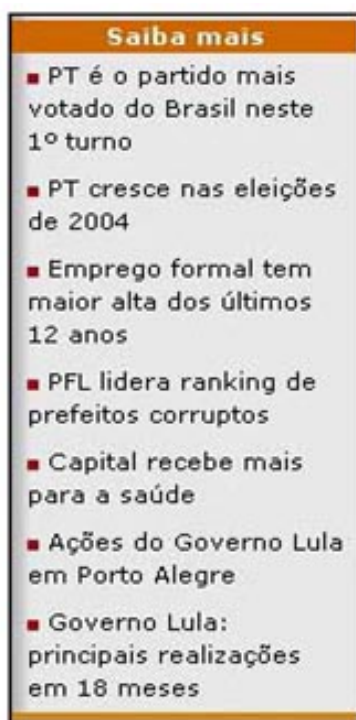 Saiba mais
PT é o partido mais
votado do Brasil neste
1º turno
PT cresce nas eleições
de 2004
Emprego formal tem
maior alta dos últimos
12 anos
PFL lidera ranking de
prefeitos corruptos
Capital recebe mais
para a saúde
Ações do Governo Lula
em Porto Alegre
Governo Lula:
principais realizações
em 18 meses